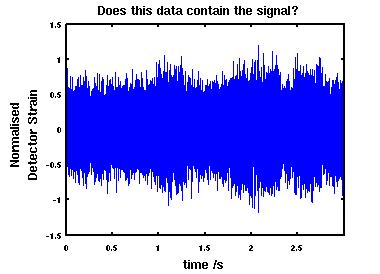 Does this data contain the signal?
1.5
1
0.5
0
-0.5
-1
-1.5
Normalised
Detector Strain
0 0.5 1 1.5 2 2.5
time /s